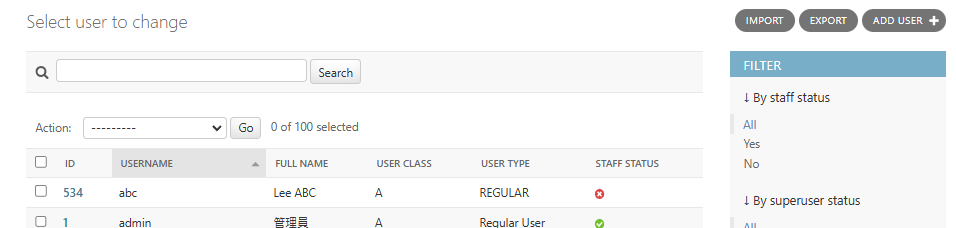 Select user to change
IMPORT EXPORT ADD USER
Search
Action: --------- Go 0 of 100 selected
ID USERNAME FULL NAME USER CLASS USER TYPE STAFF STATUS
534 abc Lee ABC A REGULAR
1 admin 管理員 A Regular User
FILTER
↓ By staff status
All
Yes
No
↓ By superuser status
All